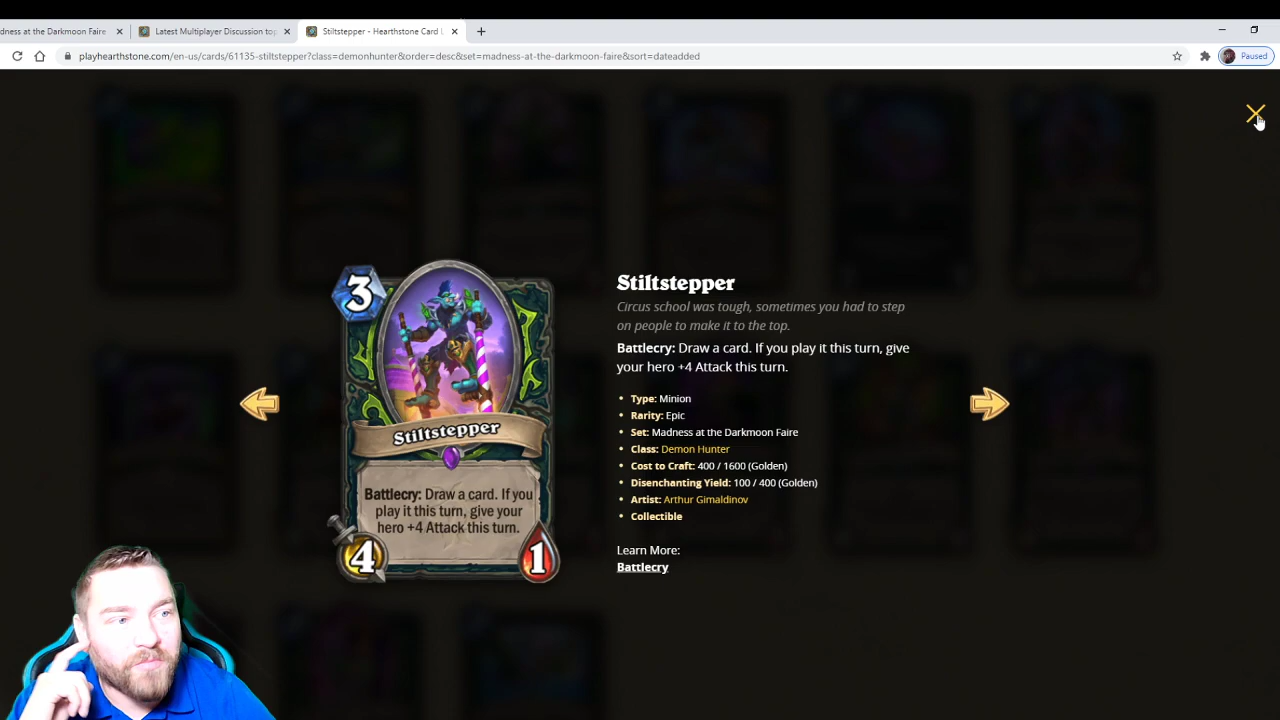 dness at the Darkmoon Faire
Latest Multiplayer Discussion top
Stiltstepper - Hearthstone Card L
playhearthstone.com/en-us/cards/61135-stiltstepper?class=demonhunter&order=desc&set=madness-at-the-darkmoon-faire&sort=dateadded
Paused
3
Stiltstepper
Battlecry: Draw a card. If you
play it this turn, give your
hero +4 Attack this turn.
4
1
Stiltstepper
Circus school was tough, sometimes you had to step
on people to make it to the top.
Battlecry: Draw a card. If you play it this turn, give
your hero +4 Attack this turn.
Type: Minion
Rarity: Epic
Set: Madness at the Darkmoon Faire
Class: Demon Hunter
Cost to Craft: 400 / 1600 (Golden)
Disenchanting Yield: 100 / 400 (Golden)
Artist: Arthur Gimaldinov
Collectible
Learn More:
Battlecry